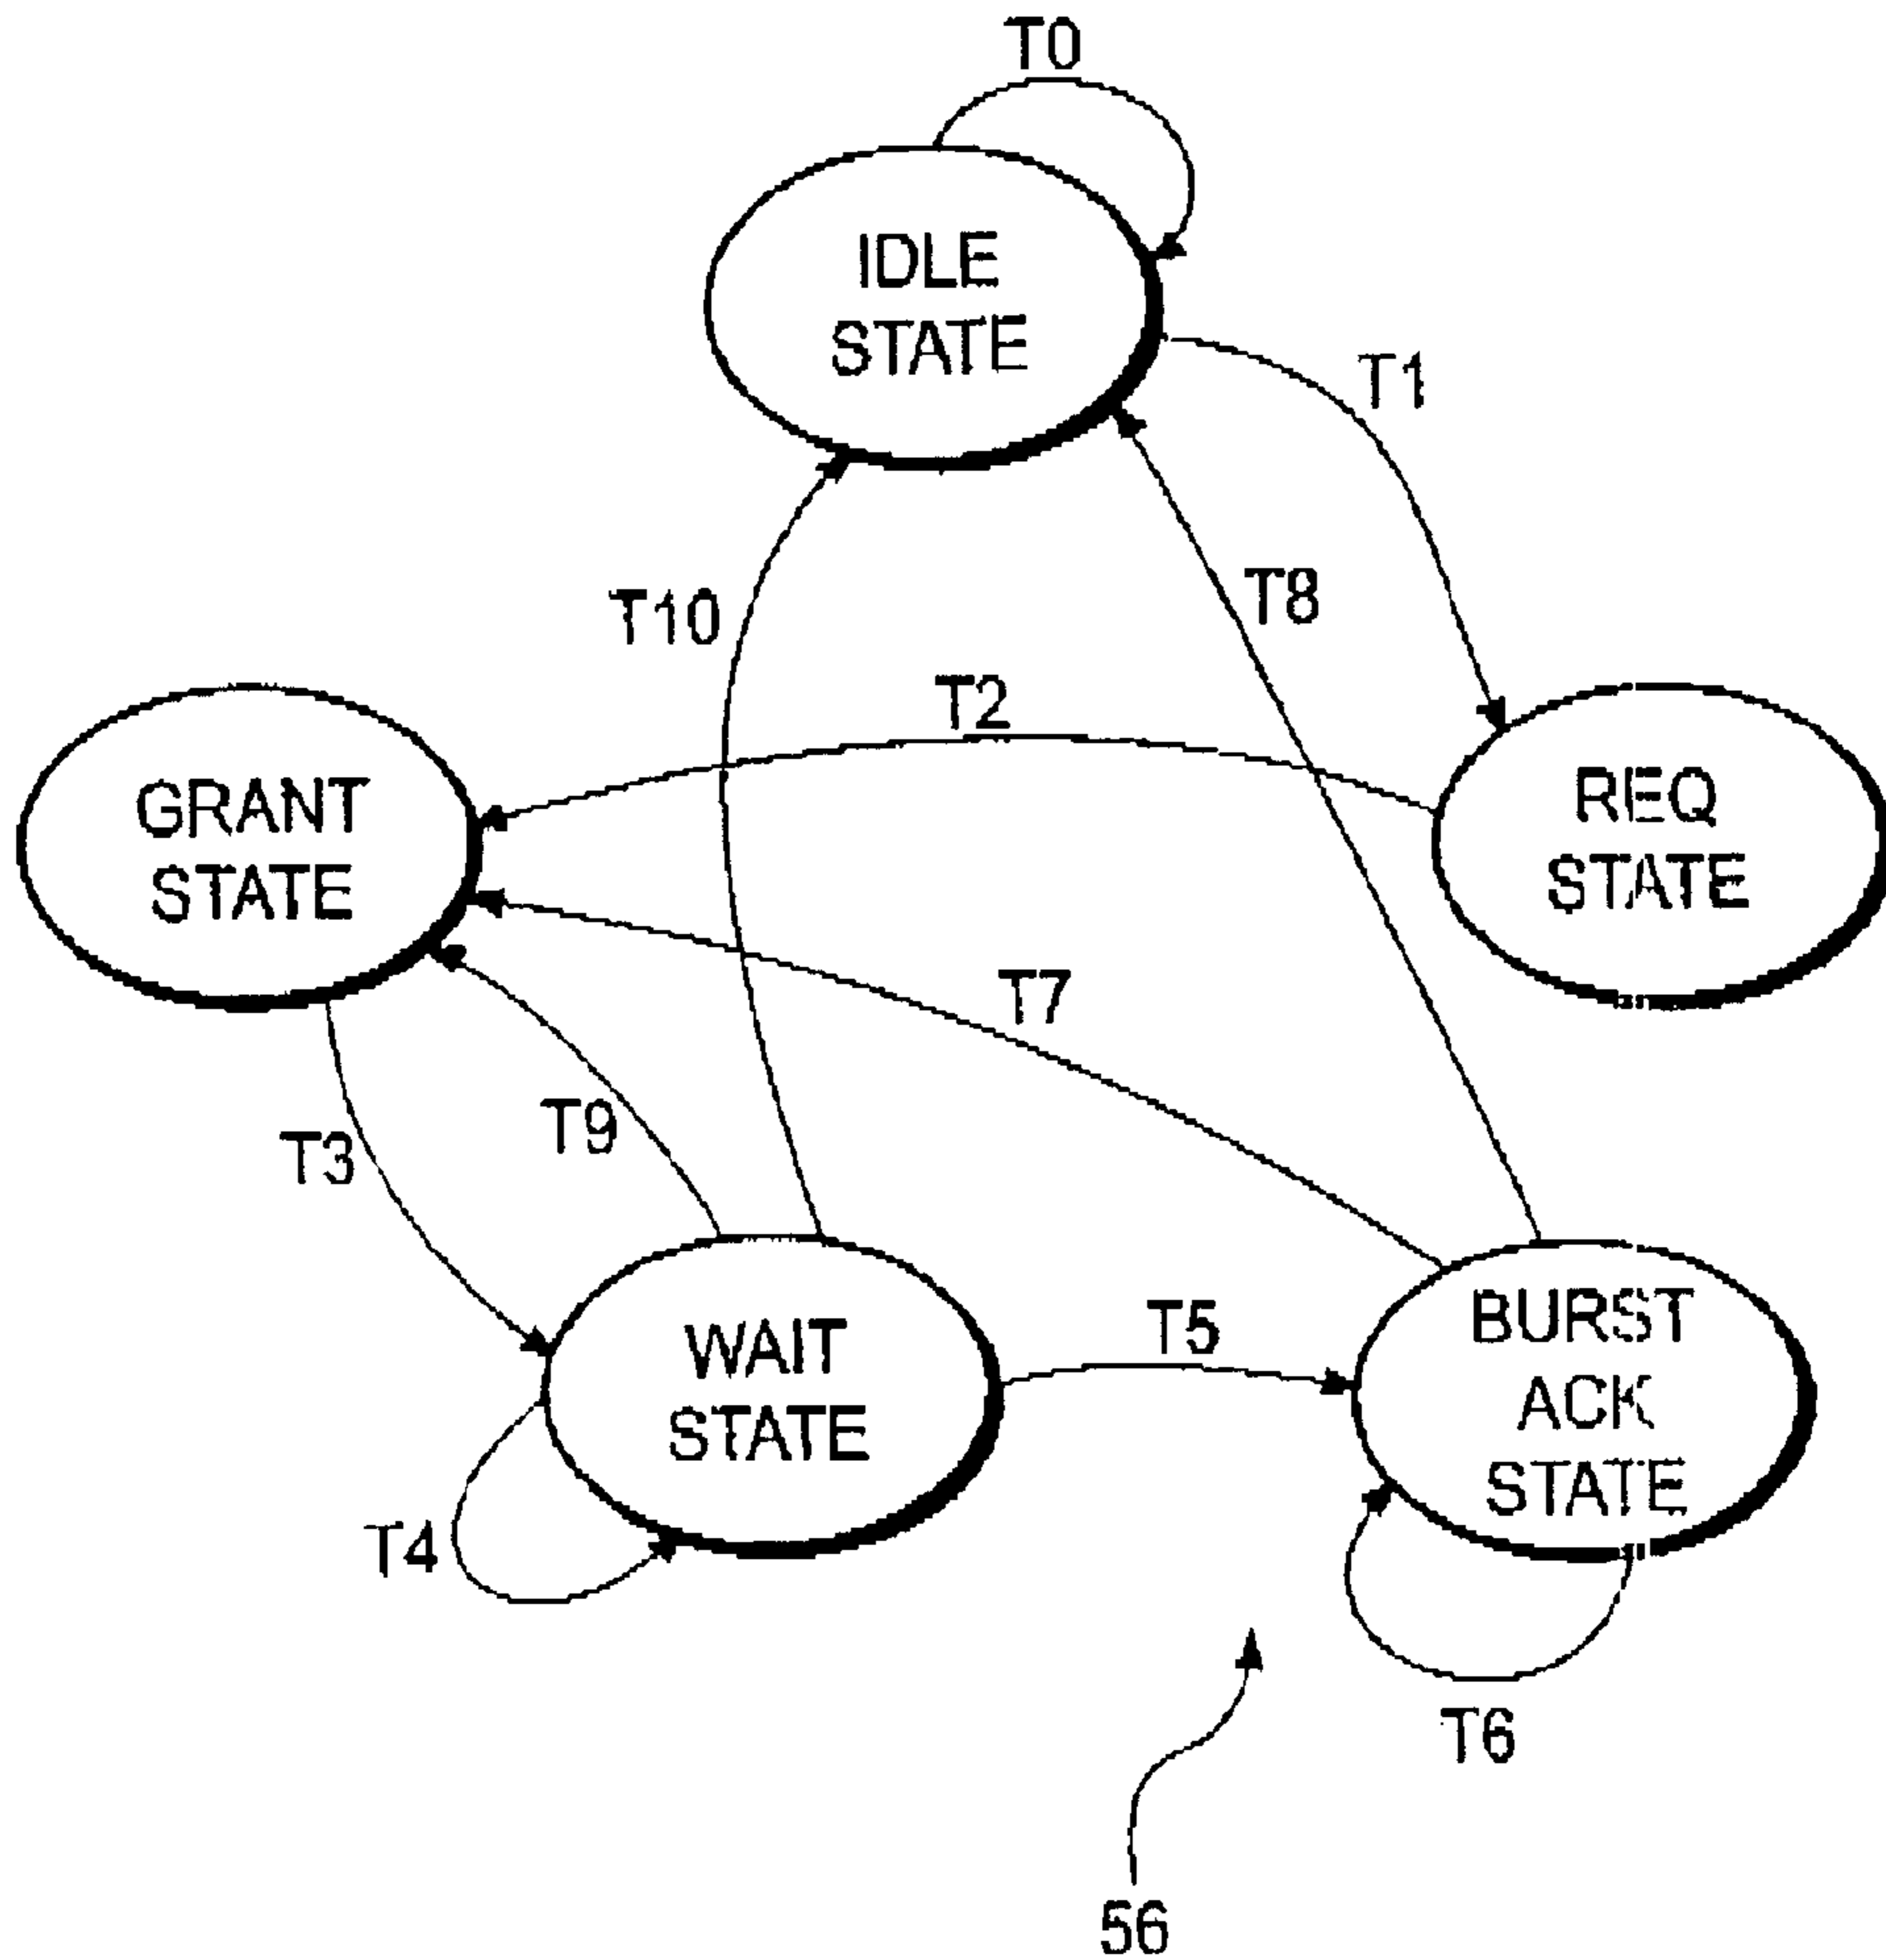 T0
IDLE
STATE
T1
T10
T8
T2
GRANT
STATE
REQ
STATE
T7
T9
T3
WAIT
STATE
T5
BURST
ACK
STATE
T4
T6
56